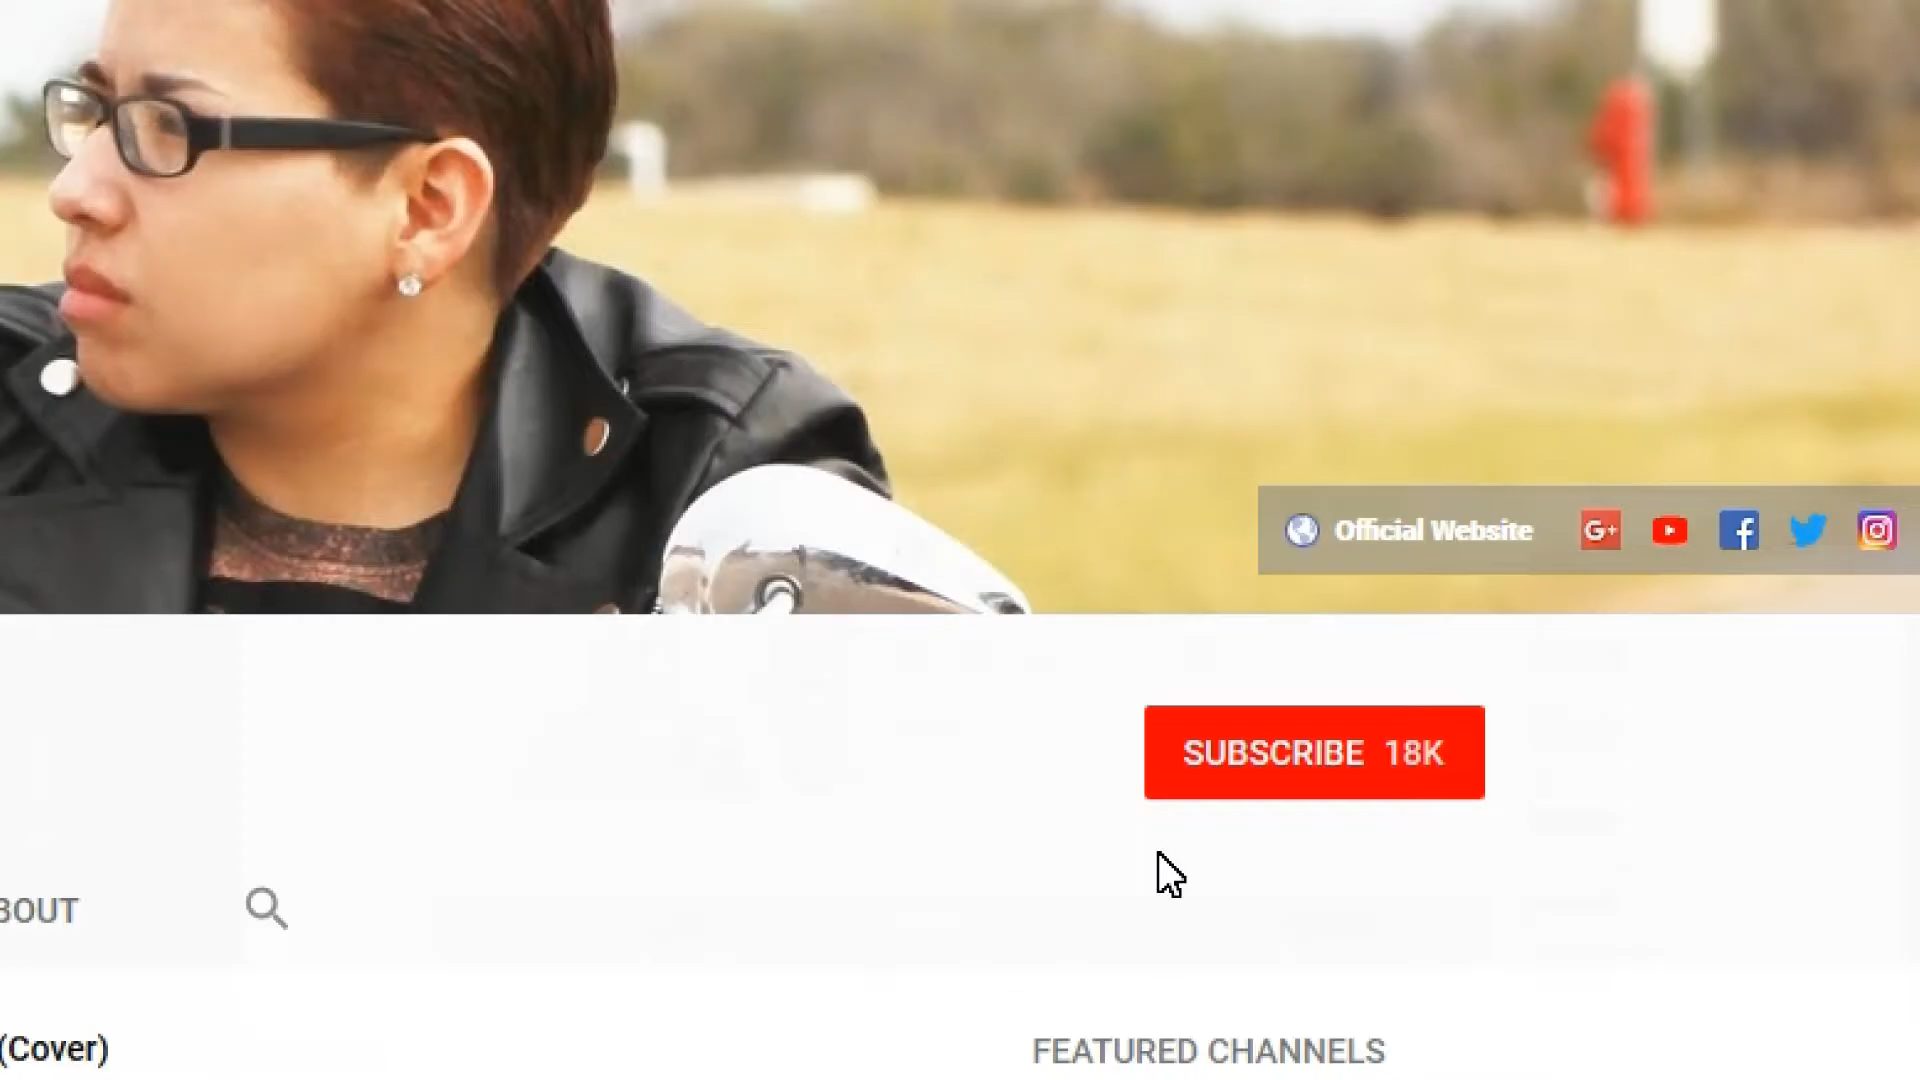 Official Website
G+
SUBSCRIBE 18K
BOUT
(Cover)
FEATURED CHANNELS